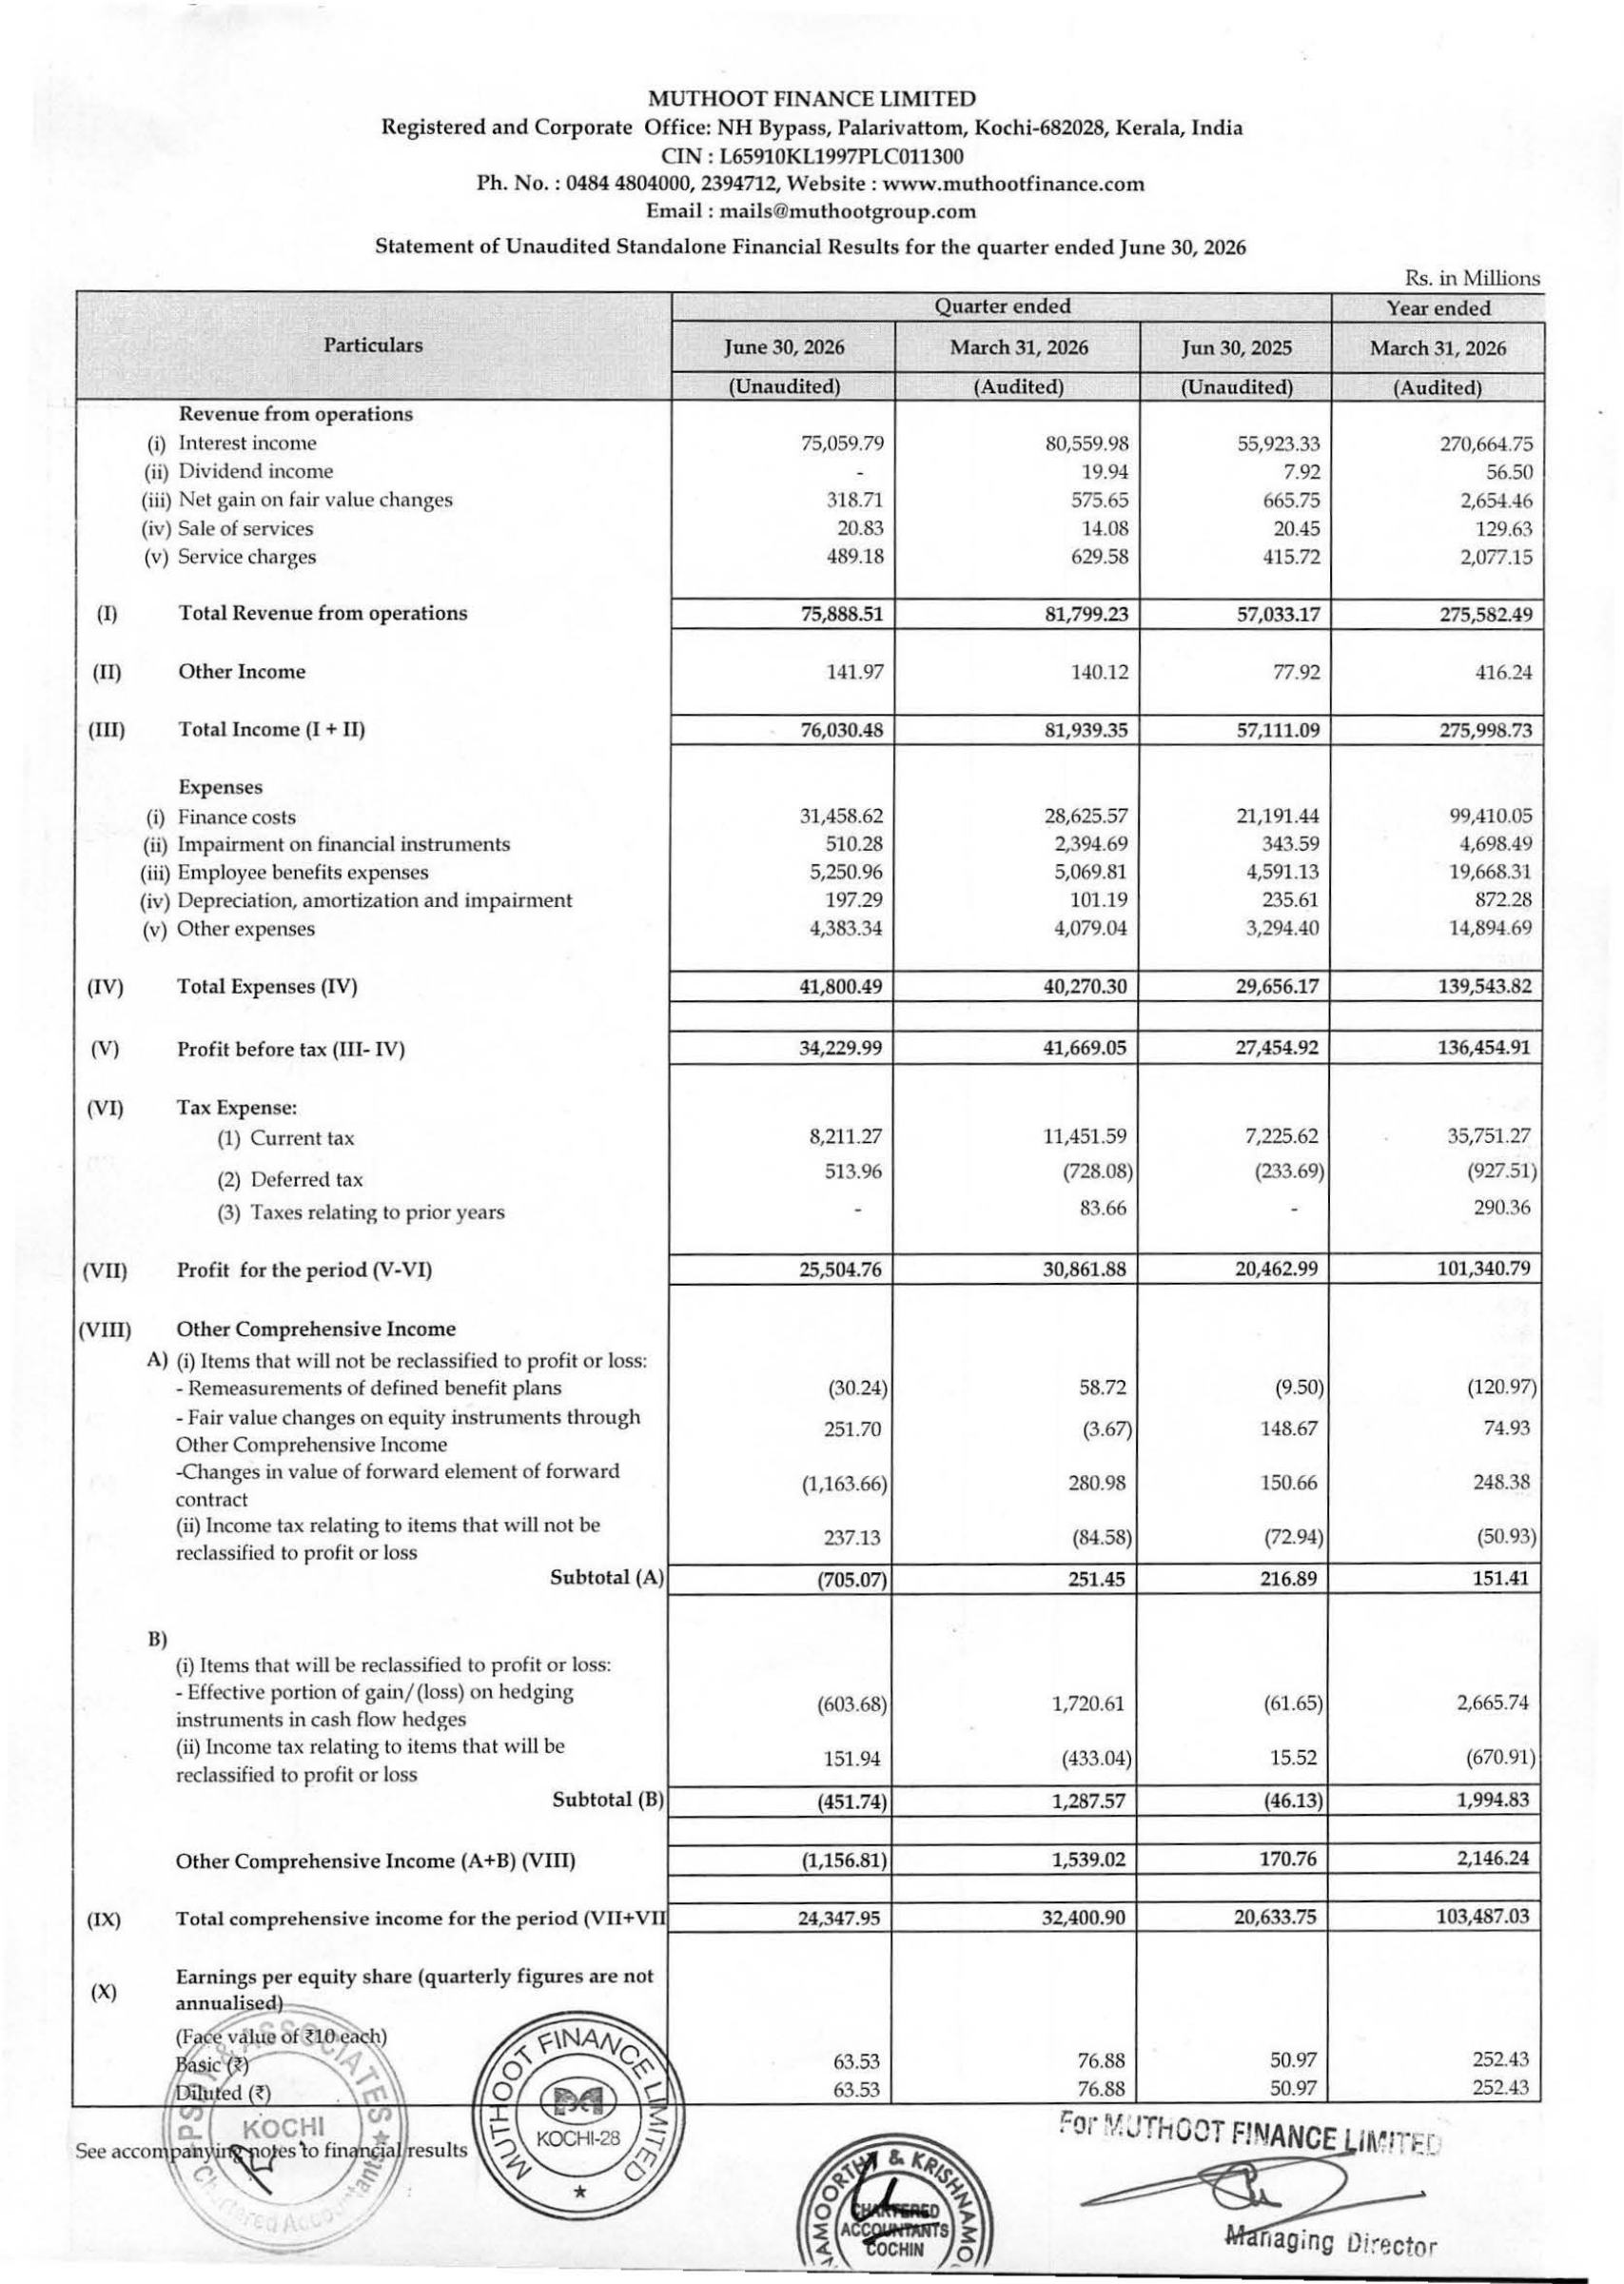 MUTHOOT FINANCE LIMITED
Registered and Corporate Office: NH Bypass, Palarivattom, Kochi-682028, Kerala, India
CIN : L65910KL1997PLC011300
Ph. No. : 0484 4804000, 2394712, Website : www.muthootfinance.com
Email : mails@muthootgroup.com
Statement of Unaudited Standalone Financial Results for the quarter ended June 30, 2026
Rs. in Millions
Particulars Quarter ended Year ended
June 30, 2026 March 31, 2026 Jun 30, 2025 March 31, 2026
(Unaudited) (Audited) (Unaudited) (Audited)
Revenue from operations
(i) Interest income 75,059.79 80,559.98 55,923.33 270,664.75
(ii) Dividend income - 19.94 7.92 56.50
(iii) Net gain on fair value changes 318.71 575.65 665.75 2,654.46
(iv) Sale of services 20.83 14.08 20.45 129.63
(v) Service charges 489.18 629.58 415.72 2,077.15
(I) Total Revenue from operations 75,888.51 81,799.23 57,033.17 275,582.49
(II) Other Income 141.97 140.12 77.92 416.24
(III) Total Income (I + II) 76,030.48 81,939.35 57,111.09 275,998.73
Expenses
(i) Finance costs 31,458.62 28,625.57 21,191.44 99,410.05
(ii) Impairment on financial instruments 510.28 2,394.69 343.59 4,698.49
(iii) Employee benefits expenses 5,250.96 5,069.81 4,591.13 19,668.31
(iv) Depreciation, amortization and impairment 197.29 101.19 235.61 872.28
(v) Other expenses 4,383.34 4,079.04 3,294.40 14,894.69
(IV) Total Expenses (IV) 41,800.49 40,270.30 29,656.17 139,543.82
(V) Profit before tax (III- IV) 34,229.99 41,669.05 27,454.92 136,454.91
(VI) Tax Expense:
(1) Current tax 8,211.27 11,451.59 7,225.62 35,751.27
(2) Deferred tax 513.96 (728.08) (233.69) (927.51)
(3) Taxes relating to prior years - 83.66 - 290.36
(VII) Profit for the period (V-VI) 25,504.76 30,861.88 20,462.99 101,340.79
(VIII) Other Comprehensive Income
A) (i) Items that will not be reclassified to profit or loss:
- Remeasurements of defined benefit plans (30.24) 58.72 (9.50) (120.97)
- Fair value changes on equity instruments through
Other Comprehensive Income 251.70 (3.67) 148.67 74.93
-Changes in value of forward element of forward
contract (1,163.66) 280.98 150.66 248.38
(ii) Income tax relating to items that will not be
reclassified to profit or loss 237.13 (84.58) (72.94) (50.93)
Subtotal (A) (705.07) 251.45 216.89 151.41
B)
(i) Items that will be reclassified to profit or loss:
- Effective portion of gain/(loss) on hedging
instruments in cash flow hedges (603.68) 1,720.61 (61.65) 2,665.74
(ii) Income tax relating to items that will be
reclassified to profit or loss 151.94 (433.04) 15.52 (670.91)
Subtotal (B) (451.74) 1,287.57 (46.13) 1,994.83
Other Comprehensive Income (A+B) (VIII) (1,156.81) 1,539.02 170.76 2,146.24
(IX) Total comprehensive income for the period (VII+VII 24,347.95 32,400.90 20,633.75 103,487.03
(X) Earnings per equity share (quarterly figures are not
annualised)
(Face value of ₹10 each)
Basic (₹) 63.53 76.88 50.97 252.43
Diluted (₹) 63.53 76.88 50.97 252.43
See accompanying notes to financial results
& ASSOCIATES
KOCHI
Chartered Accountants
MUTHOOT FINANCE LIMITED
KOCHI-28
& KRISHNAMO
CHARTERED
ACCOUNTANTS
COCHIN
For MUTHOOT FINANCE LIMITED
Managing Director